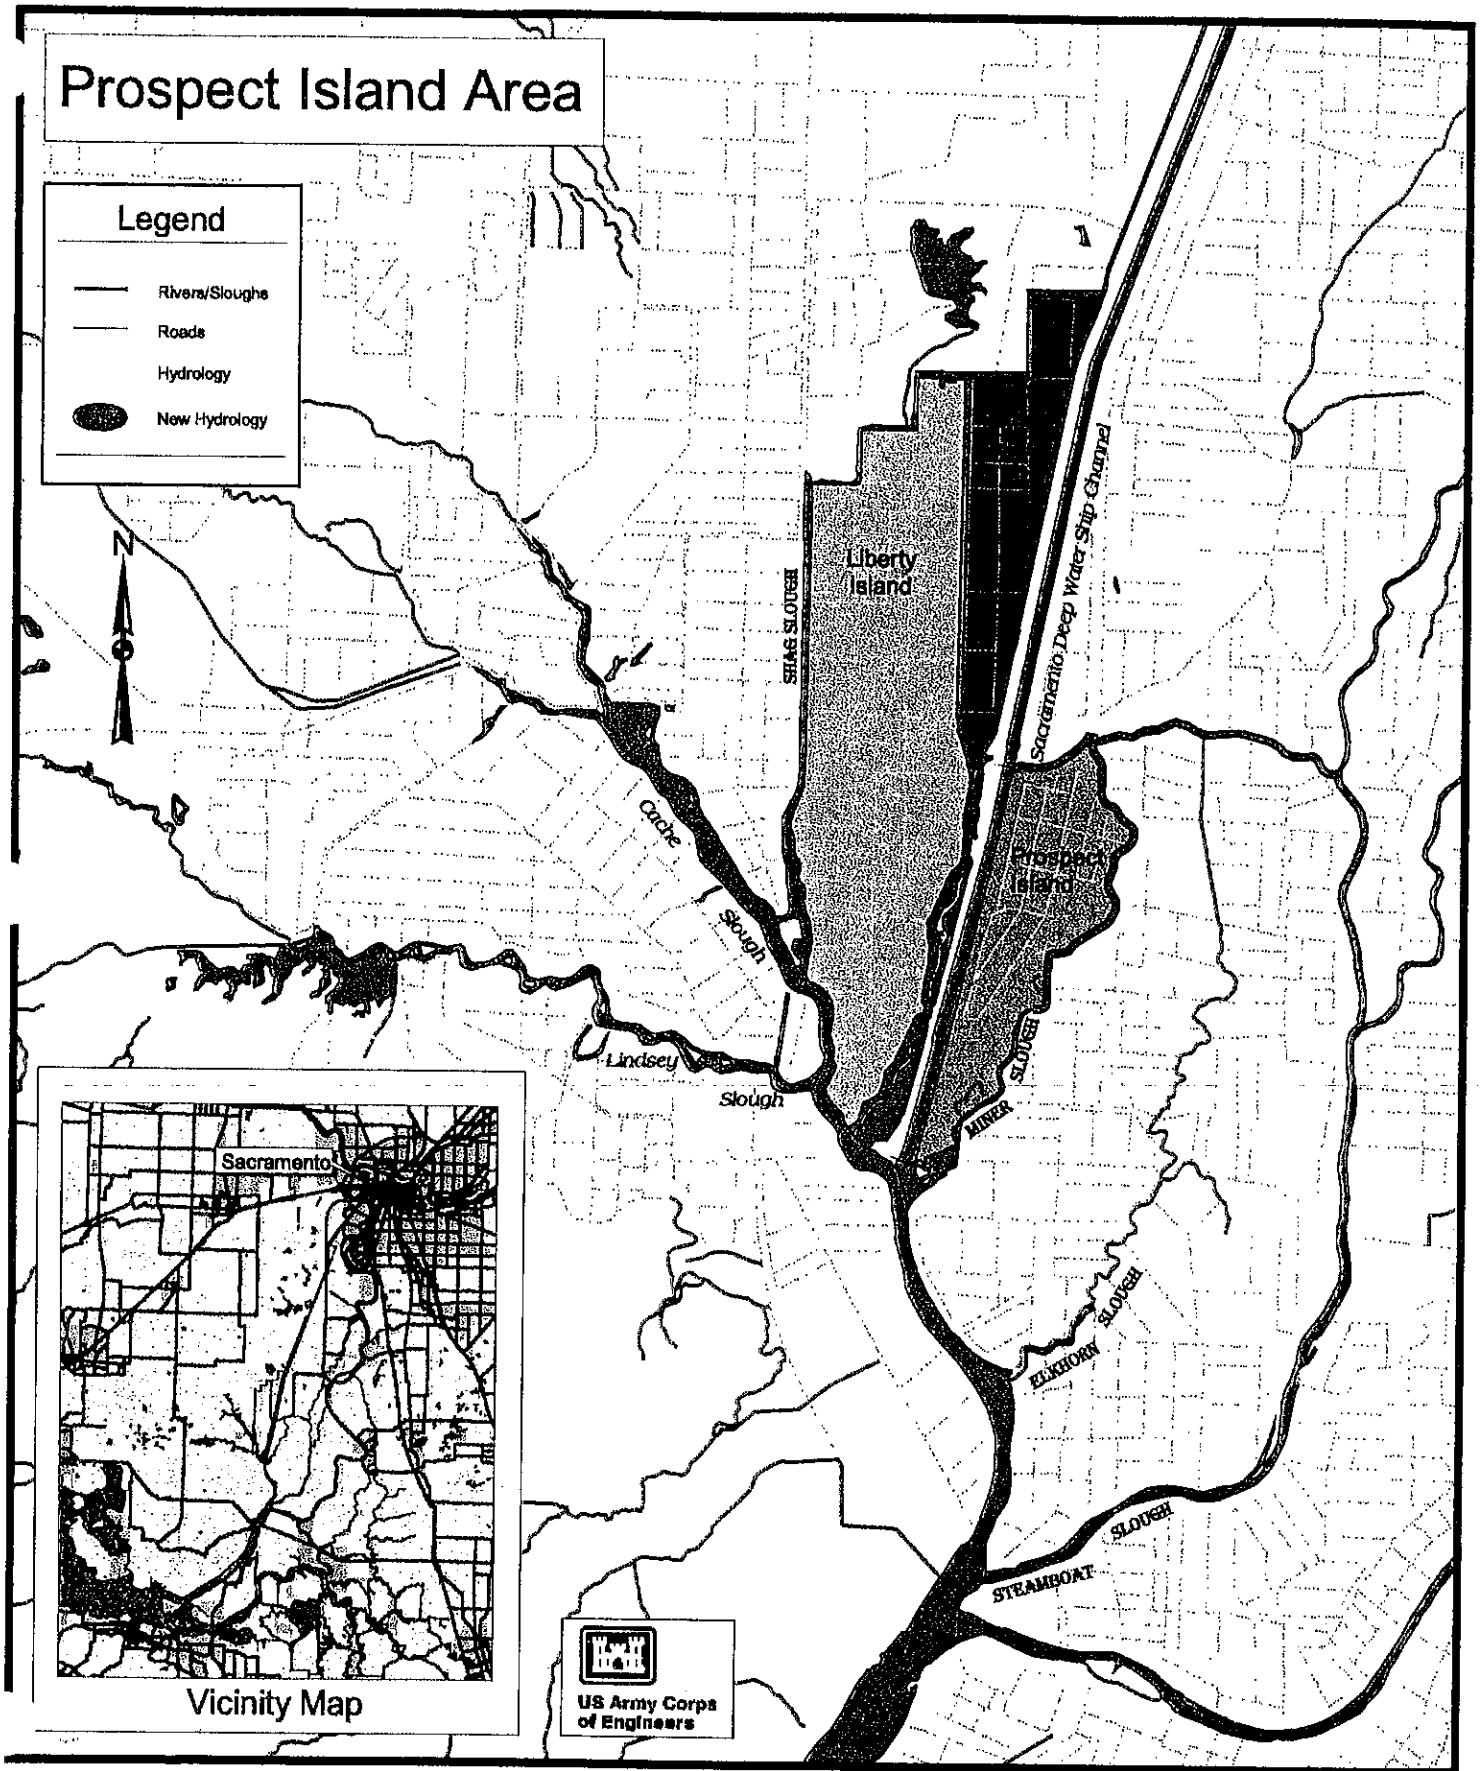 Prospect Island Area
Legend
Rivers/Sloughs
Roads
Hydrology
New Hydrology
N
Sacramento Deep Water Ship Channel
Liberty
Island
SHAG SLOUGH
Prospect
Island
Cache
Slough
Lindsey
Slough
MINER
SLOUGH
ELKHORN
SLOUGH
STEAMBOAT
SLOUGH
Sacramento
Vicinity Map
US Army Corps
of Engineers